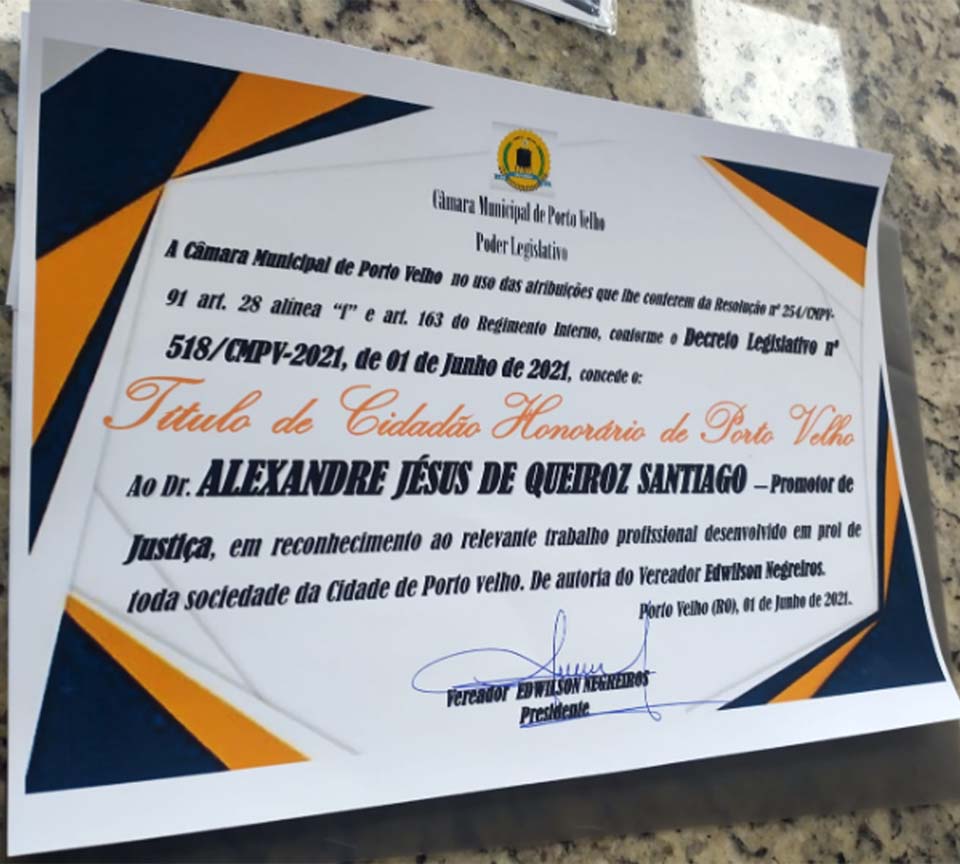 Câmara Municipal de Porto Velho
Poder Legislativo
A Câmara Municipal de Porto Velho no uso das atribuições que lhe conferem da Resolução nº 254/CMPV-
91 art. 28 alínea “f” e art. 163 do Regimento Interno, conforme o Decreto Legislativo nº
518/CMPV-2021, de 01 de Junho de 2021, concede o:
Título de Cidadão Honorário de Porto Velho
Ao Dr. ALEXANDRE JÉSUS DE QUEIROZ SANTIAGO – Promotor de
Justiça, em reconhecimento ao relevante trabalho profissional desenvolvido em prol de
toda sociedade da Cidade de Porto velho. De autoria do Vereador Edwilson Negreiros.
Porto Velho (RO), 01 de Junho de 2021.
Vereador EDWILSON NEGREIROS
Presidente